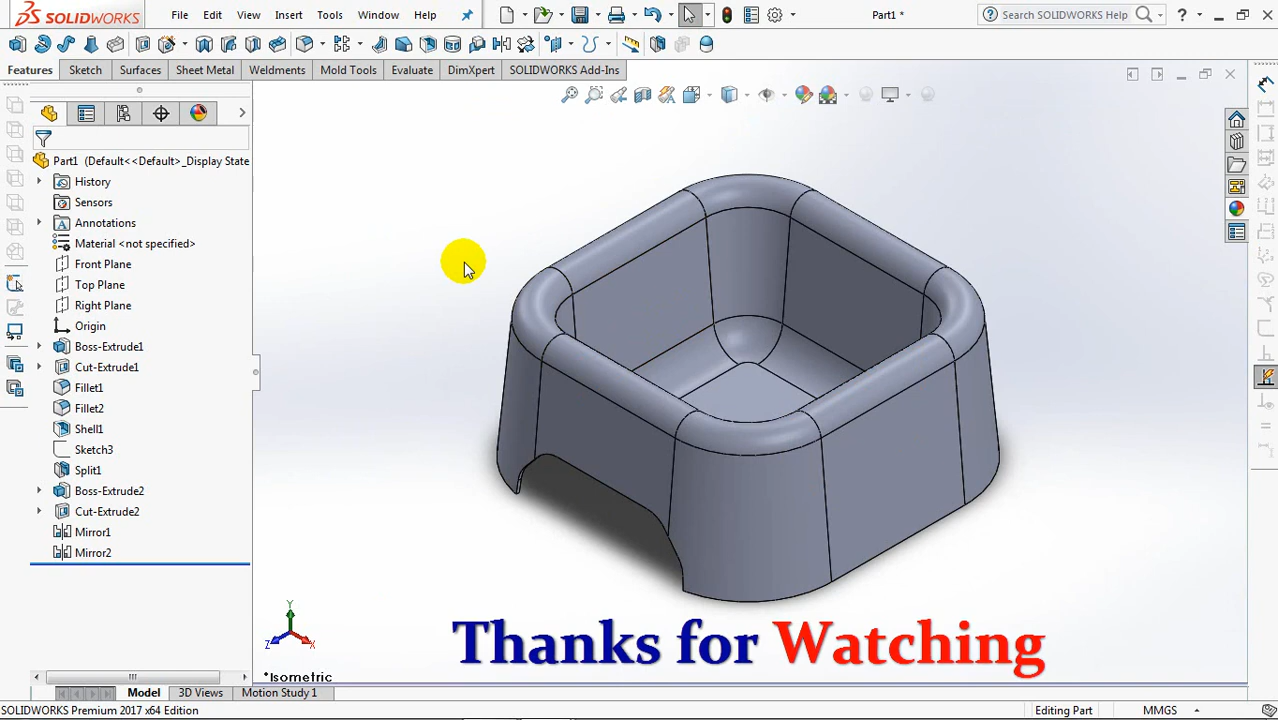 SOLIDWORKS
File Edit View Insert Tools Window Help
Part1 *
Search SOLIDWORKS Help
Features Sketch Surfaces Sheet Metal Weldments Mold Tools Evaluate DimXpert SOLIDWORKS Add-Ins
Part1 (Default<<Default>_Display State
History
Sensors
Annotations
Material <not specified>
Front Plane
Top Plane
Right Plane
Origin
Boss-Extrude1
Cut-Extrude1
Fillet1
Fillet2
Shell1
Sketch3
Split1
Boss-Extrude2
Cut-Extrude2
Mirror1
Mirror2
Y
Z
X
Thanks for Watching
*Isometric
Model 3D Views Motion Study 1
SOLIDWORKS Premium 2017 x64 Edition
Editing Part
MMGS